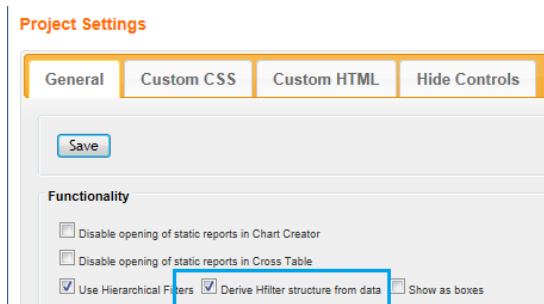 Project Settings
General Custom CSS Custom HTML Hide Controls
Save
Functionality
Disable opening of static reports in Chart Creator
Disable opening of static reports in Cross Table
Use Hierarchical Filters Derive Hfilter structure from data Show as boxes